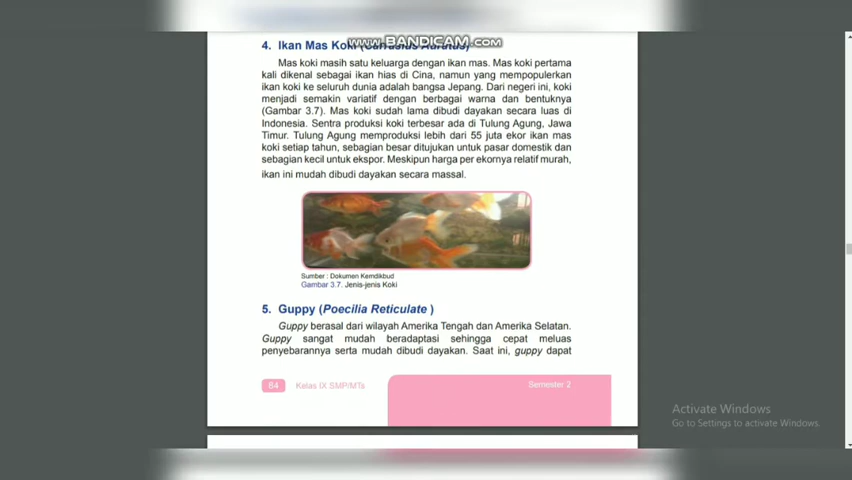 www.BANDICAM.com
4. Ikan Mas Koki (Carrasius Auratus)
Mas koki masih satu keluarga dengan ikan mas. Mas koki pertama
kali dikenal sebagai ikan hias di Cina, namun yang mempopulerkan
ikan koki ke seluruh dunia adalah bangsa Jepang. Dari negeri ini, koki
menjadi semakin variatif dengan berbagai warna dan bentuknya
(Gambar 3.7). Mas koki sudah lama dibudi dayakan secara luas di
Indonesia. Sentra produksi koki terbesar ada di Tulung Agung, Jawa
Timur. Tulung Agung memproduksi lebih dari 55 juta ekor ikan mas
koki setiap tahun, sebagian besar ditujukan untuk pasar domestik dan
sebagian kecil untuk ekspor. Meskipun harga per ekornya relatif murah,
ikan ini mudah dibudi dayakan secara massal.
Sumber : Dokumen Kemdikbud
Gambar 3.7. Jenis-jenis Koki
5. Guppy (Poecilia Reticulate )
Guppy berasal dari wilayah Amerika Tengah dan Amerika Selatan.
Guppy sangat mudah beradaptasi sehingga cepat meluas
penyebarannya serta mudah dibudi dayakan. Saat ini, guppy dapat
84 Kelas IX SMP/MTs
Semester 2
Activate Windows
Go to Settings to activate Windows.